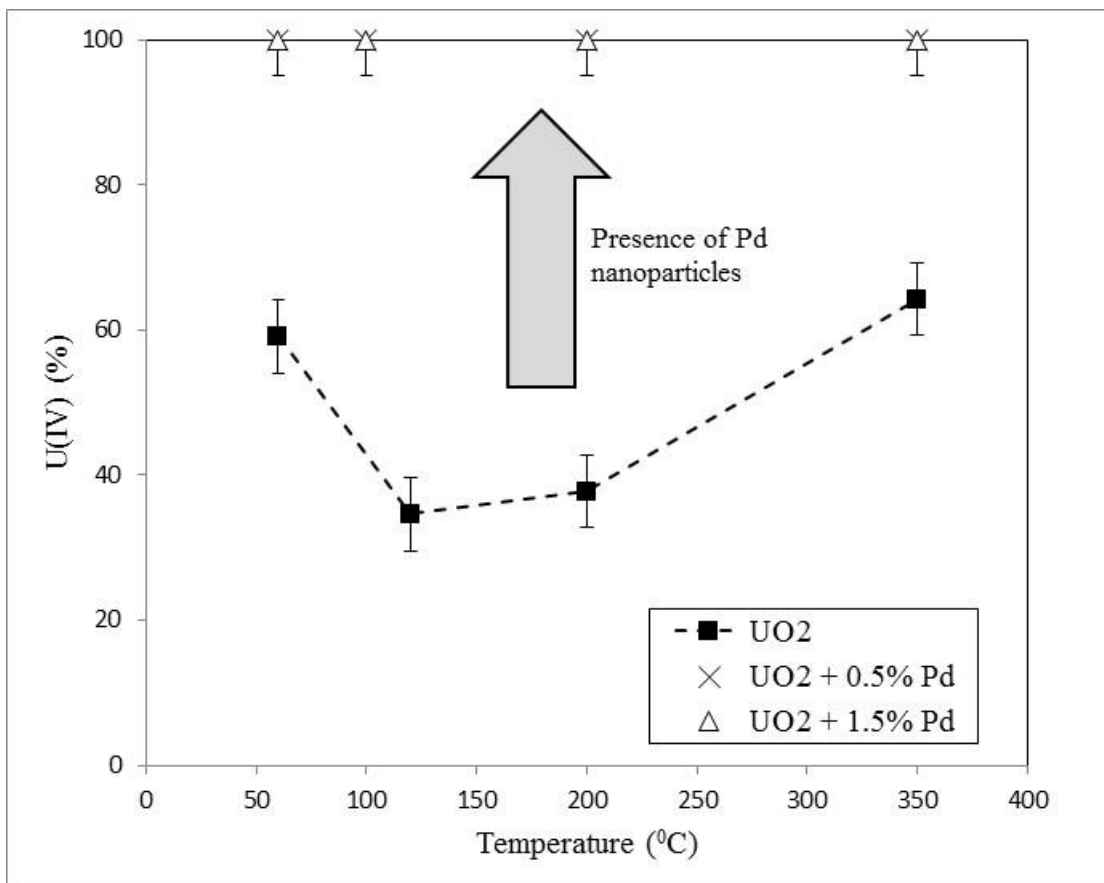 100
80
60
40
20
0
U(IV) (%)
Presence of Pd
nanoparticles
UO2
UO2 + 0.5% Pd
UO2 + 1.5% Pd
0 50 100 150 200 250 300 350 400
Temperature (⁰C)